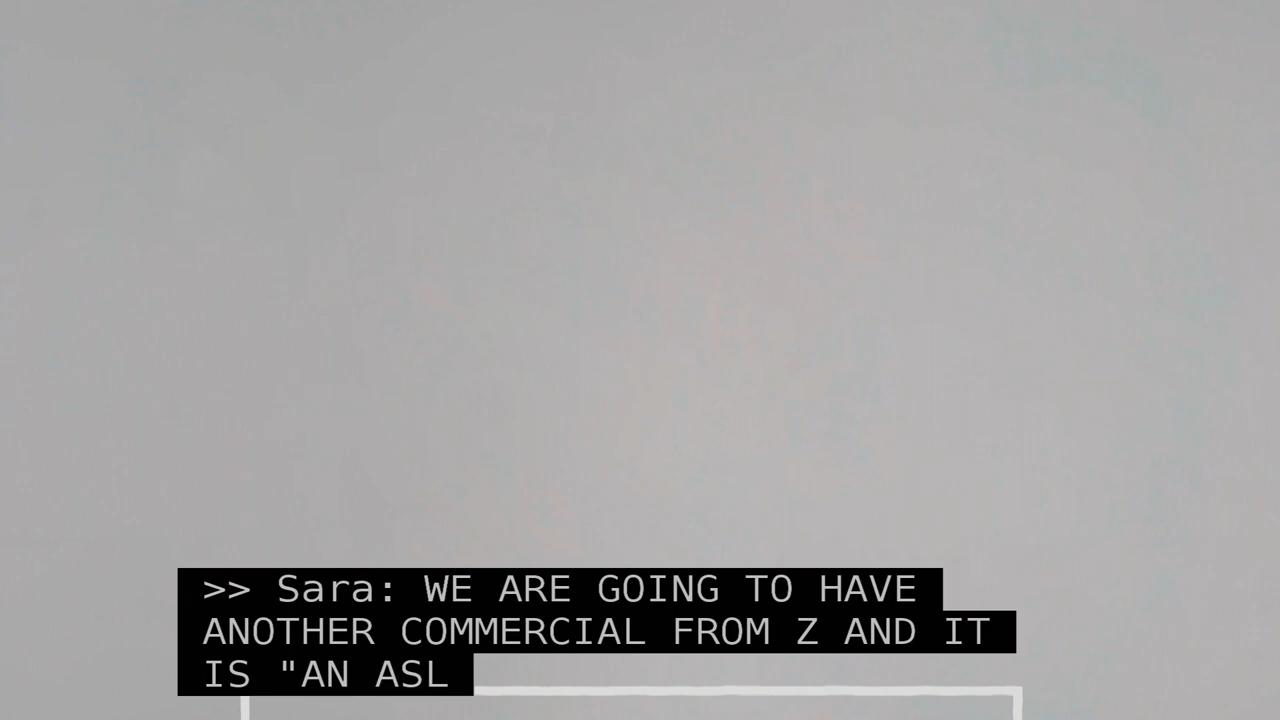 >> Sara: WE ARE GOING TO HAVE
ANOTHER COMMERCIAL FROM Z AND IT
IS "AN ASL